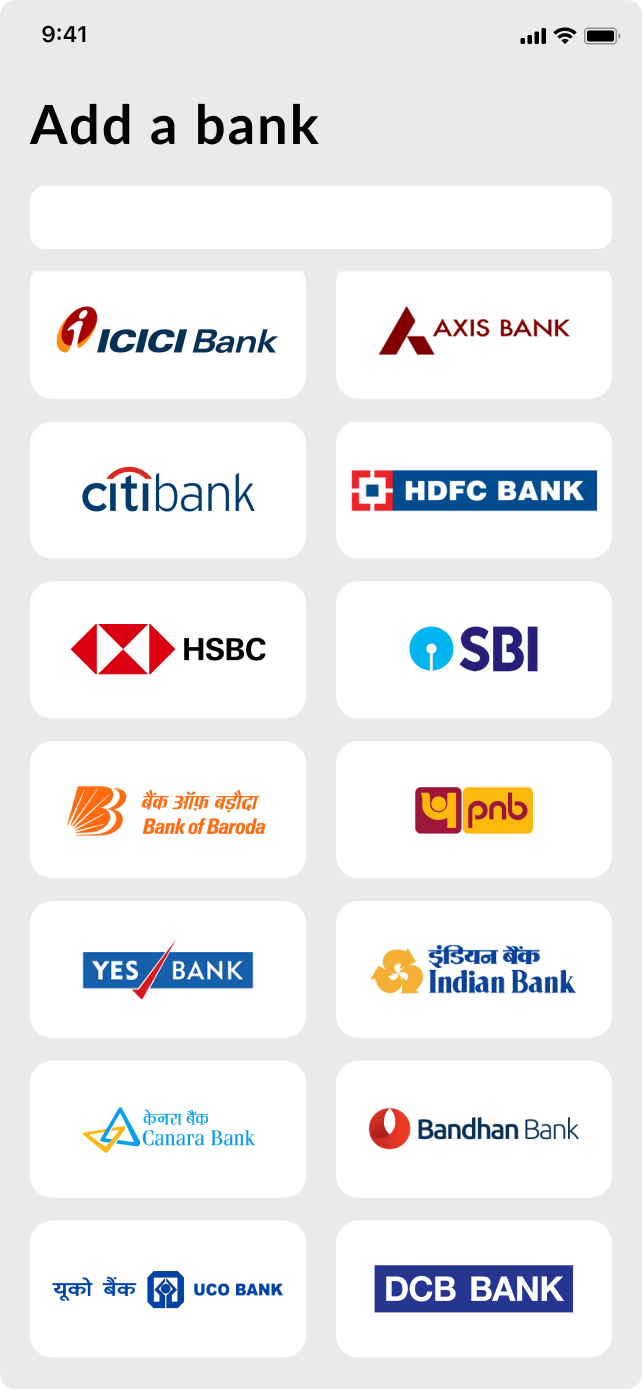 9:41
Add a bank
i ICICI Bank
AXIS BANK
citibank
HDFC BANK
HSBC
SBI
बैंक ऑफ़ बड़ौदा
Bank of Baroda
pnb
YES BANK
इंडियन बैंक
Indian Bank
केनरा बैंक
Canara Bank
Bandhan Bank
यूको बैंक UCO BANK
DCB BANK